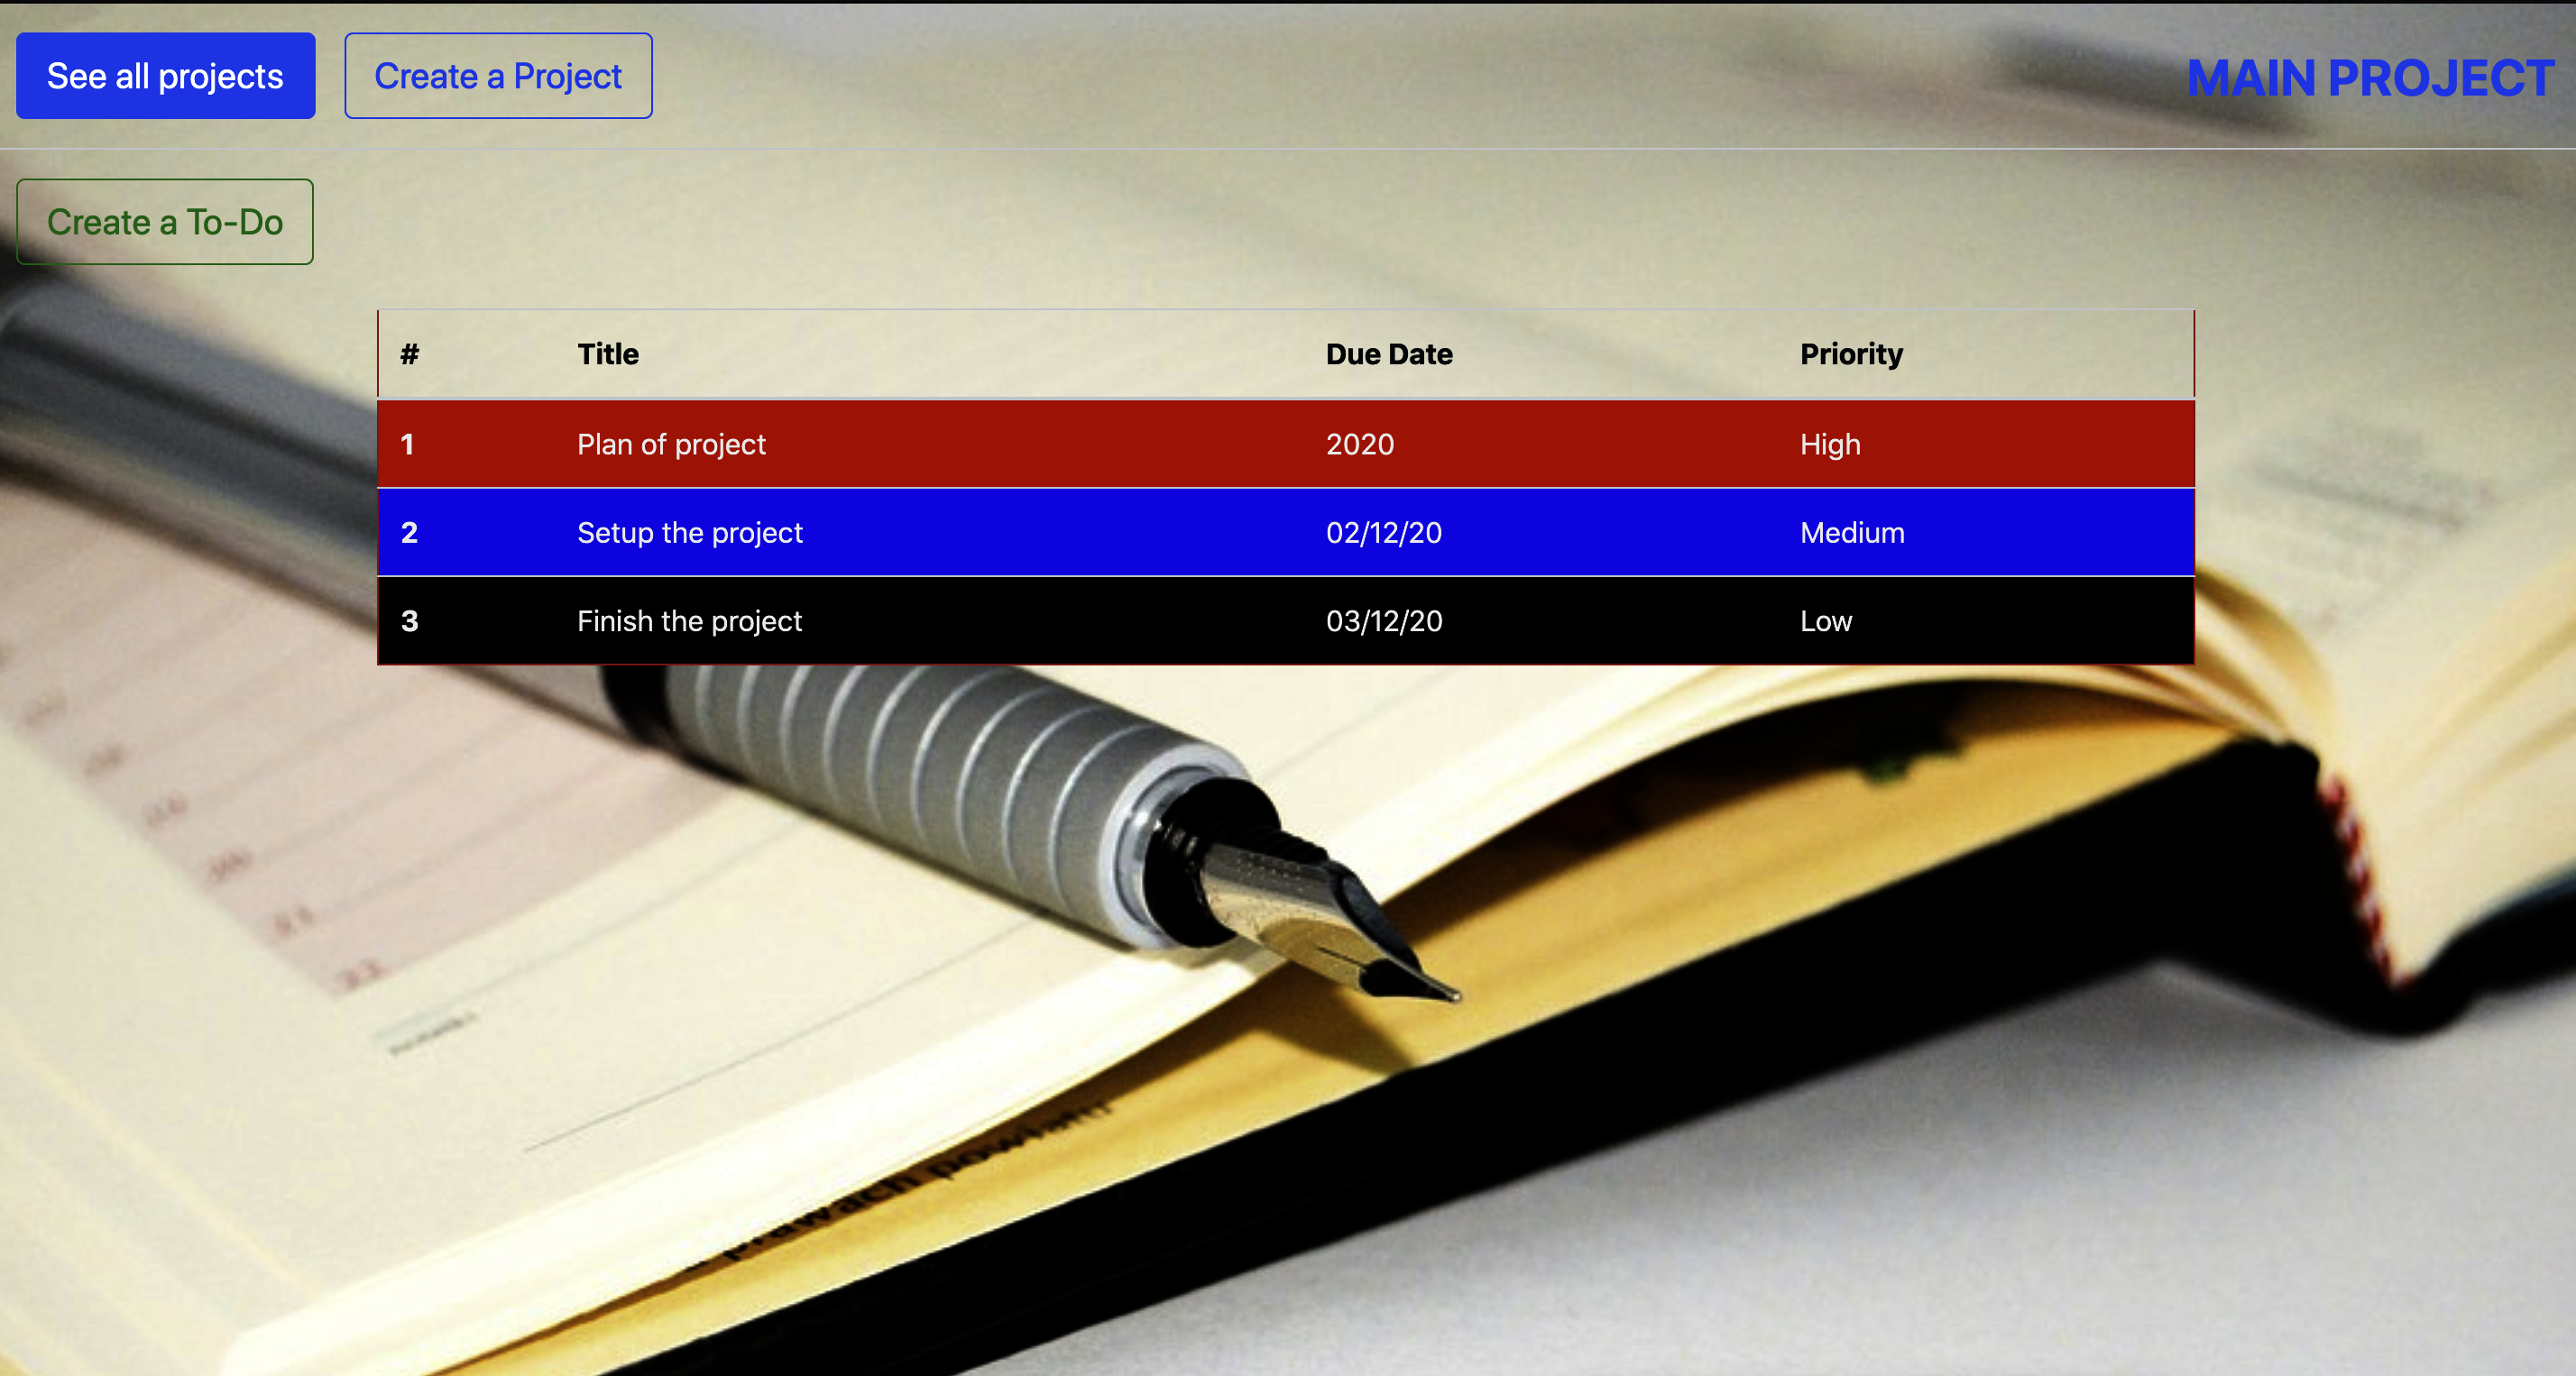 See all projects Create a Project MAIN PROJECT
Create a To-Do
# Title Due Date Priority
1 Plan of project 2020 High
2 Setup the project 02/12/20 Medium
3 Finish the project 03/12/20 Low